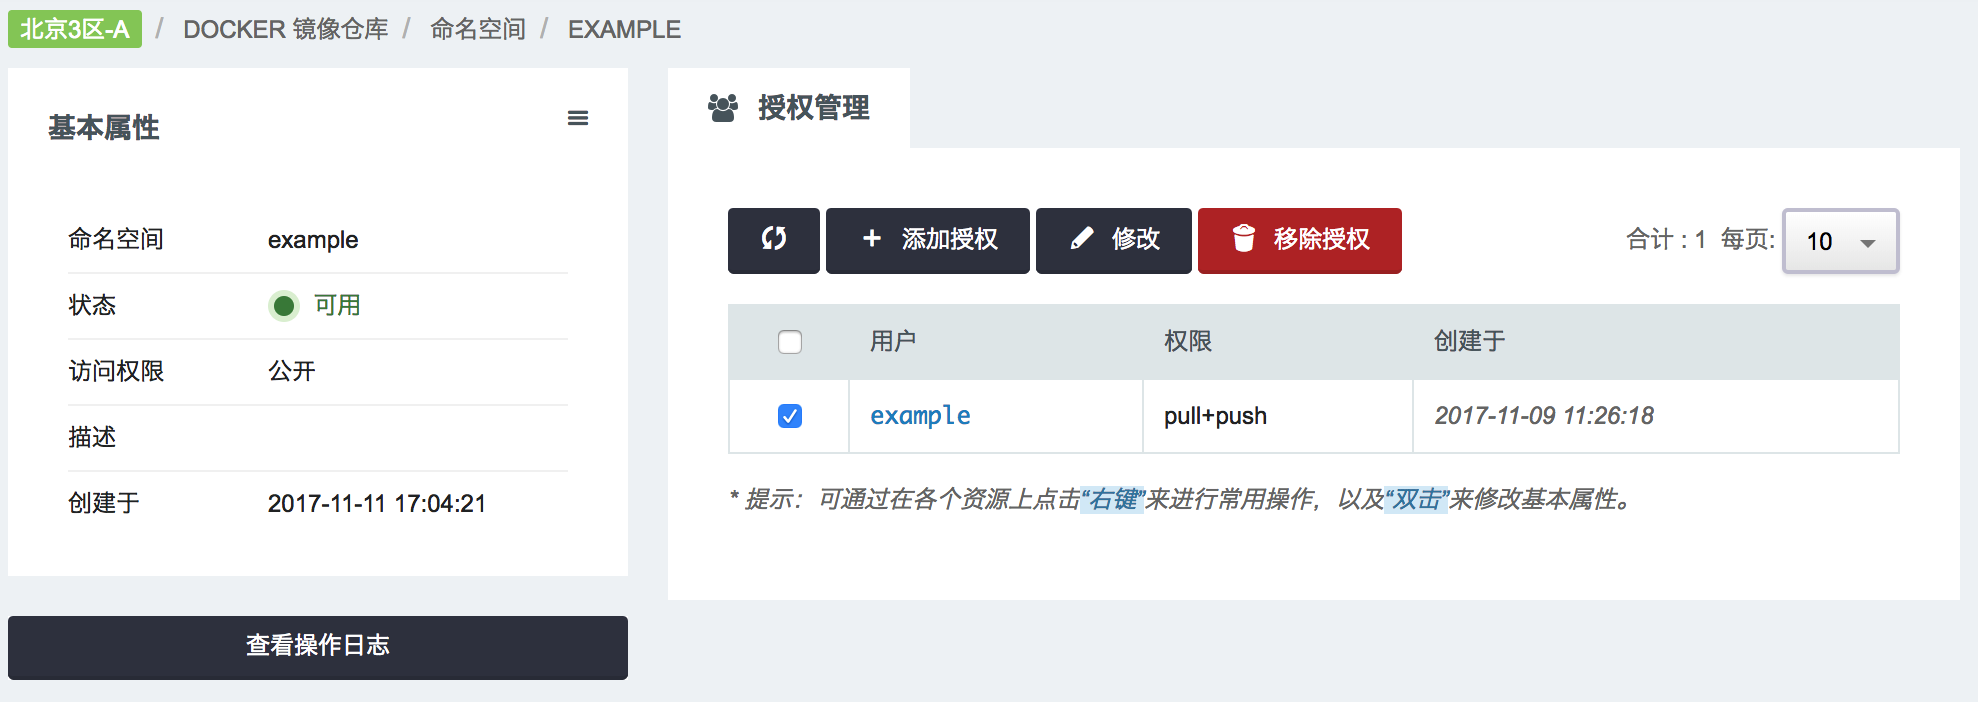 北京3区-A / DOCKER 镜像仓库 / 命名空间 / EXAMPLE
基本属性
命名空间 example
状态 可用
访问权限 公开
描述
创建于 2017-11-11 17:04:21
查看操作日志
授权管理
添加授权 修改 移除授权 合计 : 1 每页: 10
用户 权限 创建于
example pull+push 2017-11-09 11:26:18
* 提示：可通过在各个资源上点击“右键”来进行常用操作，以及“双击”来修改基本属性。